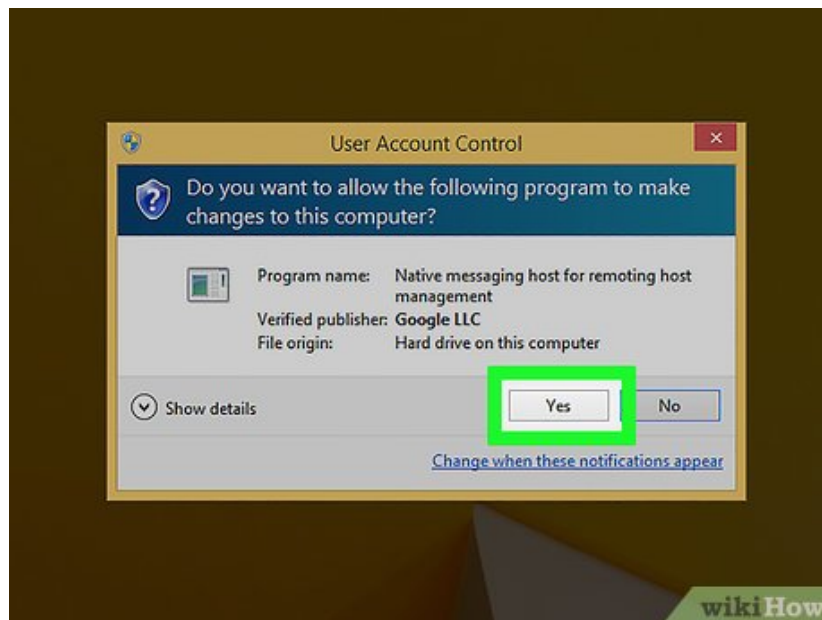 User Account Control
Do you want to allow the following program to make
changes to this computer?
Program name: Native messaging host for remoting host
management
Verified publisher: Google LLC
File origin: Hard drive on this computer
Show details
Yes
No
Change when these notifications appear
wikiHow